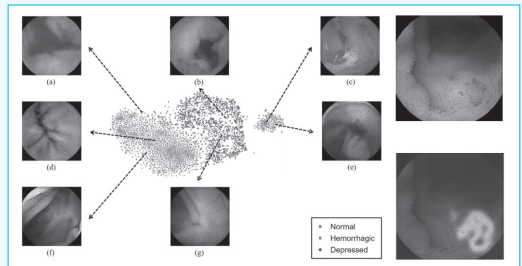 (a)
(b)
(c)
(d)
(e)
(f)
(g)
Normal
Hemorrhagic
Depressed